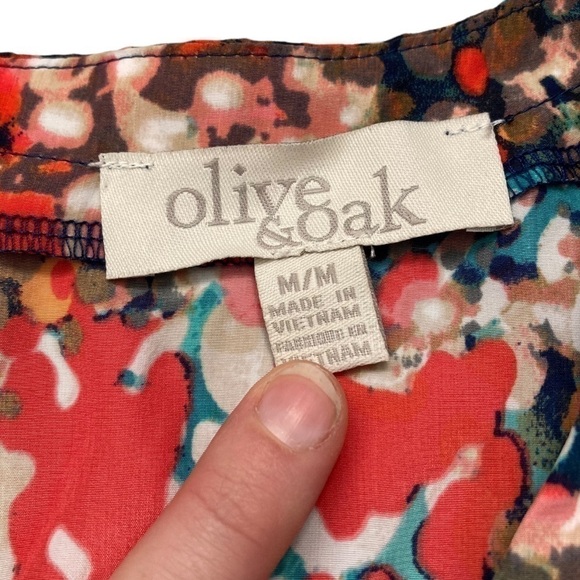 olive
&oak
M/M
MADE IN
VIETNAM
FABRIQUÉ EN
VIETNAM